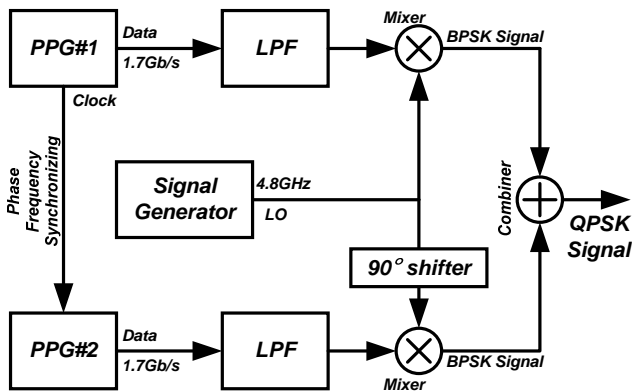 PPG#1
Data
1.7Gb/s
LPF
Mixer
BPSK Signal
Clock
Phase
Frequency
Synchronizing
Signal
Generator
4.8GHz
LO
Combiner
QPSK
Signal
90° shifter
PPG#2
Data
1.7Gb/s
LPF
Mixer
BPSK Signal